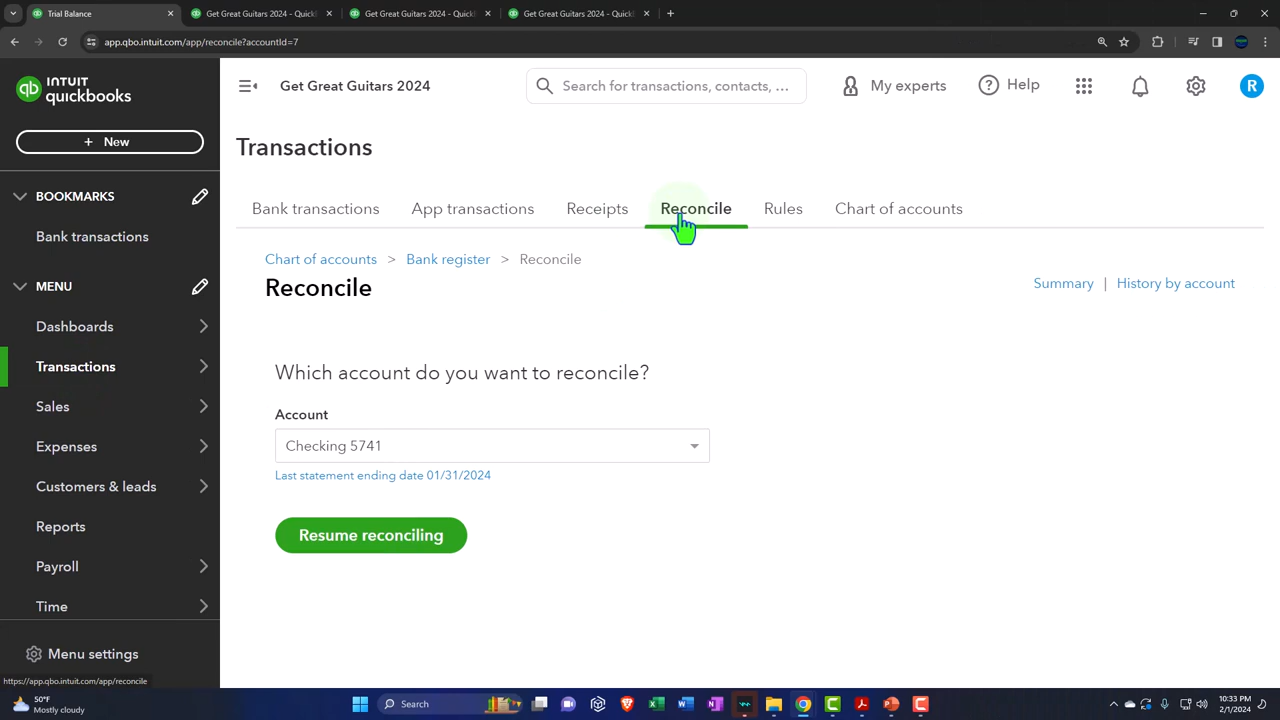 Trial Balance
Get Great Guitars 2024 - Quicks
Get Great Guitars 2024 - Quicks
Get Great Guitars 2024 - Quicks
app.qbo.intuit.com/app/reconcile?accountId=7
INTUIT
quickbooks
qb
Get Great Guitars 2024
Search for transactions, contacts, ...
My experts
Help
R
+ New
Transactions
BOOKMARKS
Bank transactions
App transactions
Receipts
Reconcile
Rules
Chart of accounts
Bank transactions
Chart of accounts > Bank register > Reconcile
MENU
Reconcile
Summary | History by account
Dashboards
Transactions
Which account do you want to reconcile?
Sales
Account
Expenses
Checking 5741
Last statement ending date 01/31/2024
Customers & leads
Reports
Resume reconciling
Payroll
Time
Menu settings
https://app.qbo.intuit.com/app/reconcile
50°F
Mostly cloudy
Search
10:33 PM
2/1/2024